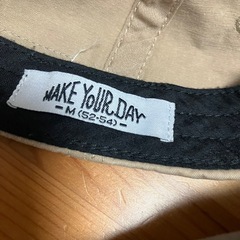 MAKE YOUR DAY
- M (52-54) -